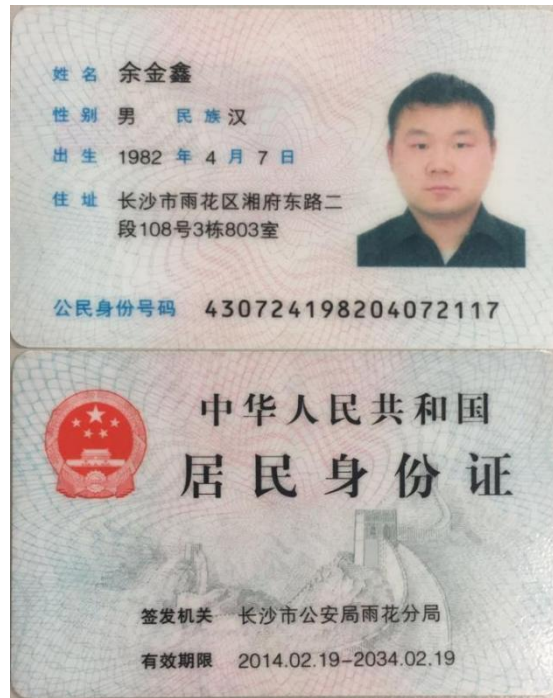 姓名 余金鑫
性别 男 民族 汉
出生 1982 年 4 月 7 日
住址 长沙市雨花区湘府东路二
段108号3栋803室
公民身份号码 430724198204072117
中华人民共和国
居民身份证
签发机关 长沙市公安局雨花分局
有效期限 2014.02.19-2034.02.19